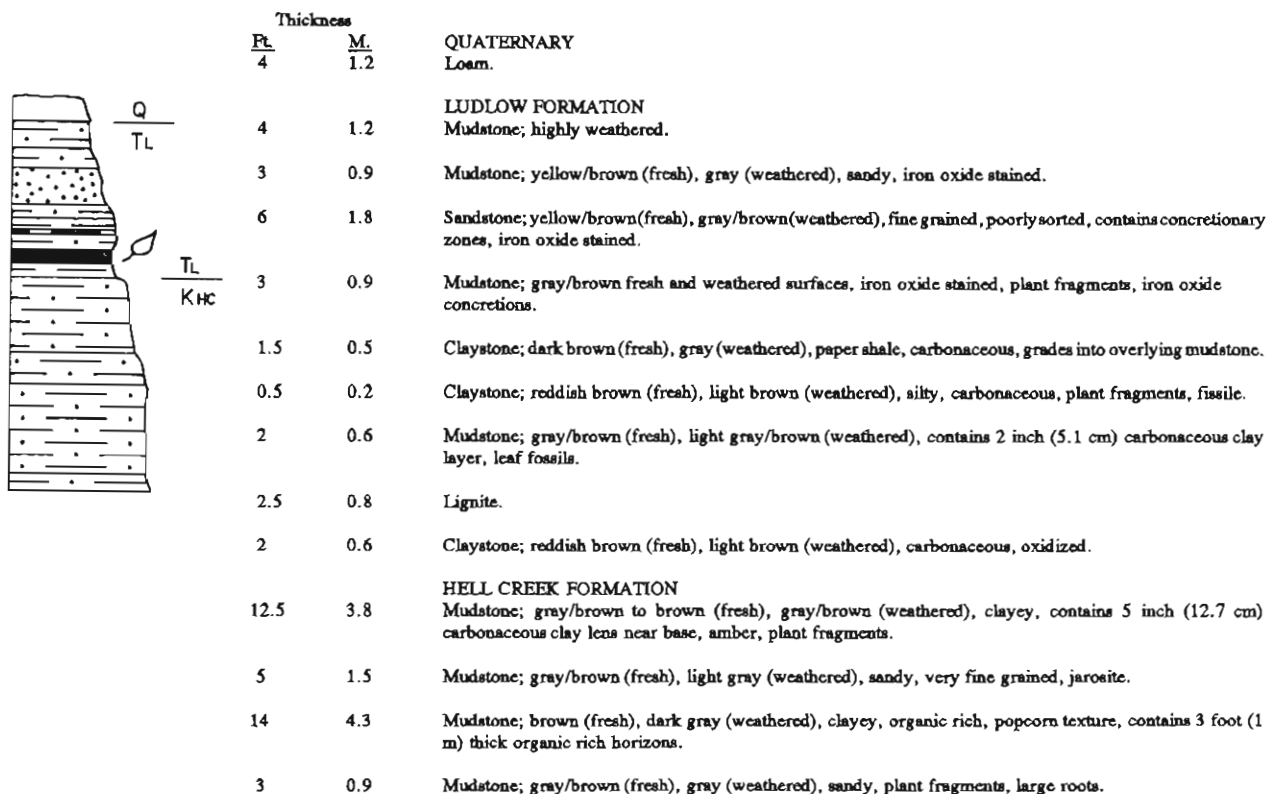 Thickness
Ft. M. QUATERNARY
4 1.2 Loam.
Q
TL
LUDLOW FORMATION
4 1.2 Mudstone; highly weathered.
3 0.9 Mudstone; yellow/brown (fresh), gray (weathered), sandy, iron oxide stained.
6 1.8 Sandstone; yellow/brown (fresh), gray/brown (weathered), fine grained, poorly sorted, contains concretionary
zones, iron oxide stained.
TL
KHC
3 0.9 Mudstone; gray/brown fresh and weathered surfaces, iron oxide stained, plant fragments, iron oxide
concretions.
1.5 0.5 Claystone; dark brown (fresh), gray (weathered), paper shale, carbonaceous, grades into overlying mudstone.
0.5 0.2 Claystone; reddish brown (fresh), light brown (weathered), silty, carbonaceous, plant fragments, fissile.
2 0.6 Mudstone; gray/brown (fresh), light gray/brown (weathered), contains 2 inch (5.1 cm) carbonaceous clay
layer, leaf fossils.
2.5 0.8 Lignite.
2 0.6 Claystone; reddish brown (fresh), light brown (weathered), carbonaceous, oxidized.
HELL CREEK FORMATION
12.5 3.8 Mudstone; gray/brown to brown (fresh), gray/brown (weathered), clayey, contains 5 inch (12.7 cm)
carbonaceous clay lens near base, amber, plant fragments.
5 1.5 Mudstone; gray/brown (fresh), light gray (weathered), sandy, very fine grained, jarosite.
14 4.3 Mudstone; brown (fresh), dark gray (weathered), clayey, organic rich, popcorn texture, contains 3 foot (1
m) thick organic rich horizons.
3 0.9 Mudstone; gray/brown (fresh), gray (weathered), sandy, plant fragments, large roots.